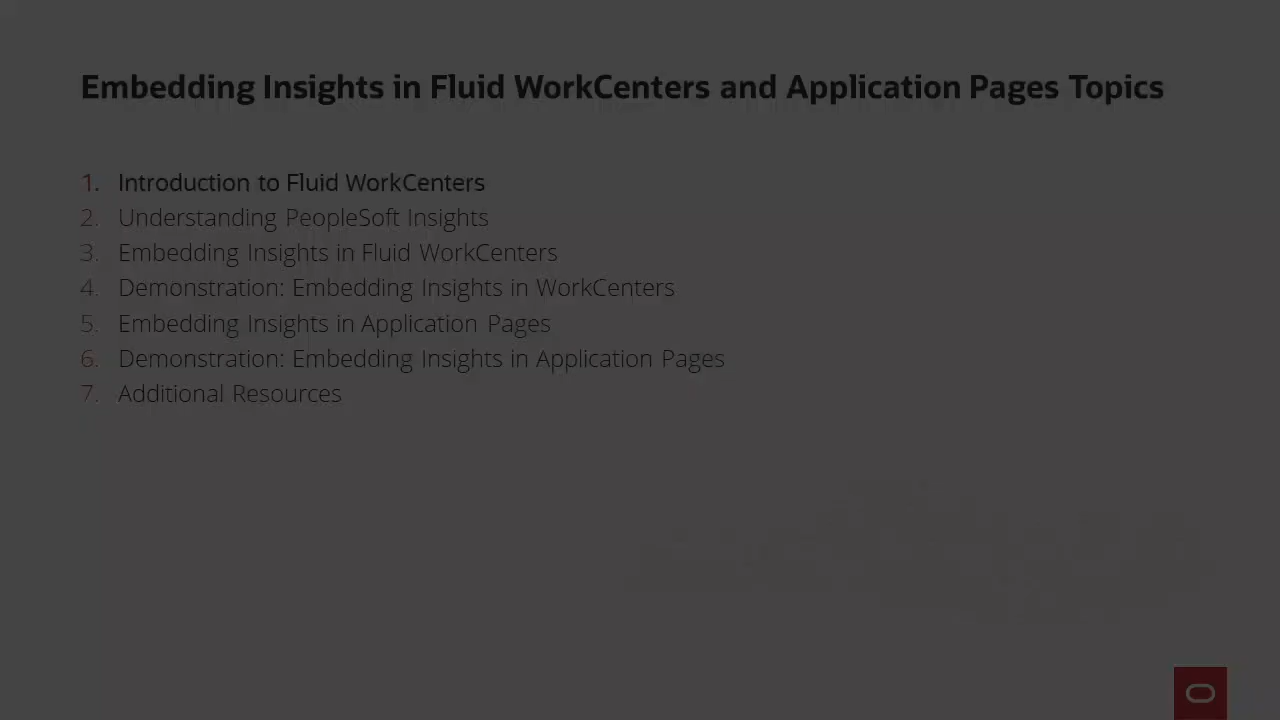 Embedding Insights in Fluid WorkCenters and Application Pages Topics
1. Introduction to Fluid WorkCenters
2. Understanding PeopleSoft Insights
3. Embedding Insights in Fluid WorkCenters
4. Demonstration: Embedding Insights in WorkCenters
5. Embedding Insights in Application Pages
6. Demonstration: Embedding Insights in Application Pages
7. Additional Resources